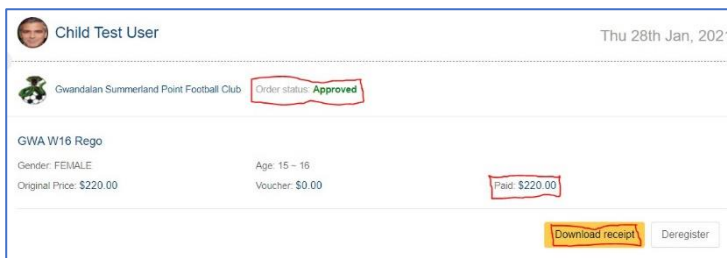 Child Test User
Thu 28th Jan, 2021
Gwandalan Summerland Point Football Club Order status: Approved
GWA W16 Rego
Gender: FEMALE Age: 15 – 16
Original Price: $220.00 Voucher: $0.00 Paid: $220.00
Download receipt Deregister